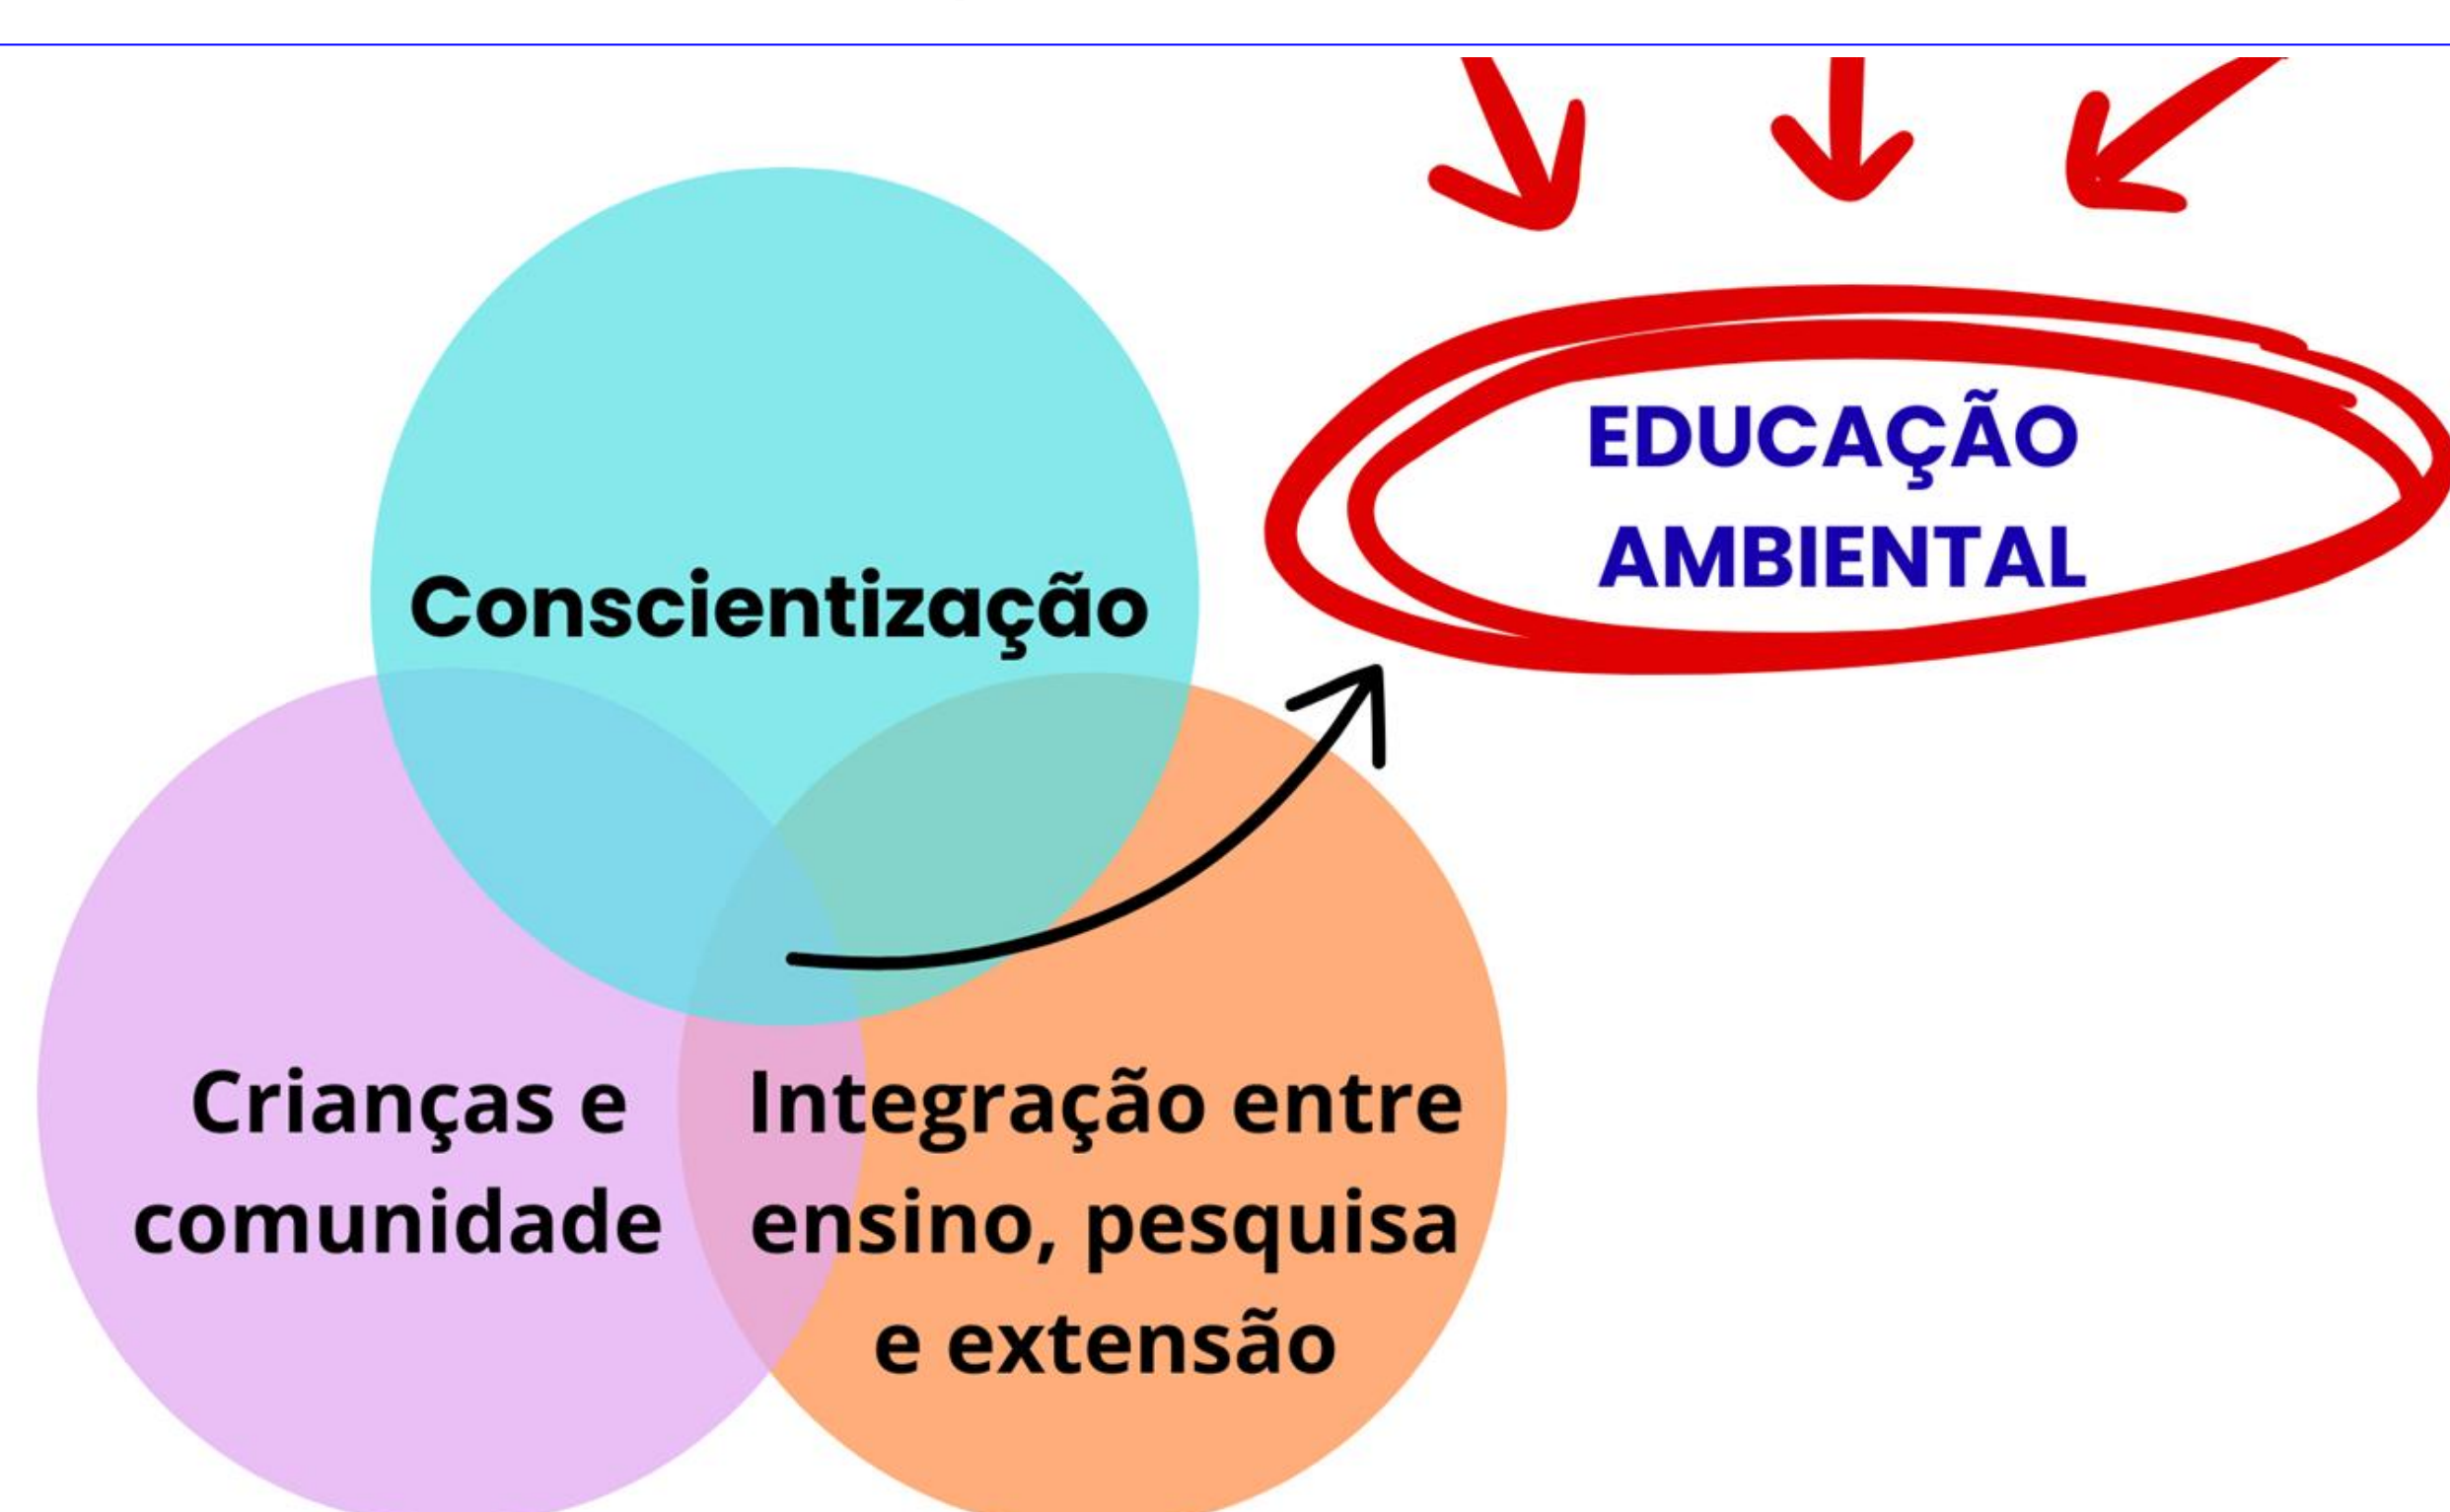 EDUCAÇÃO
AMBIENTAL
Conscientização
Crianças e
comunidade
Integração entre
ensino, pesquisa
e extensão